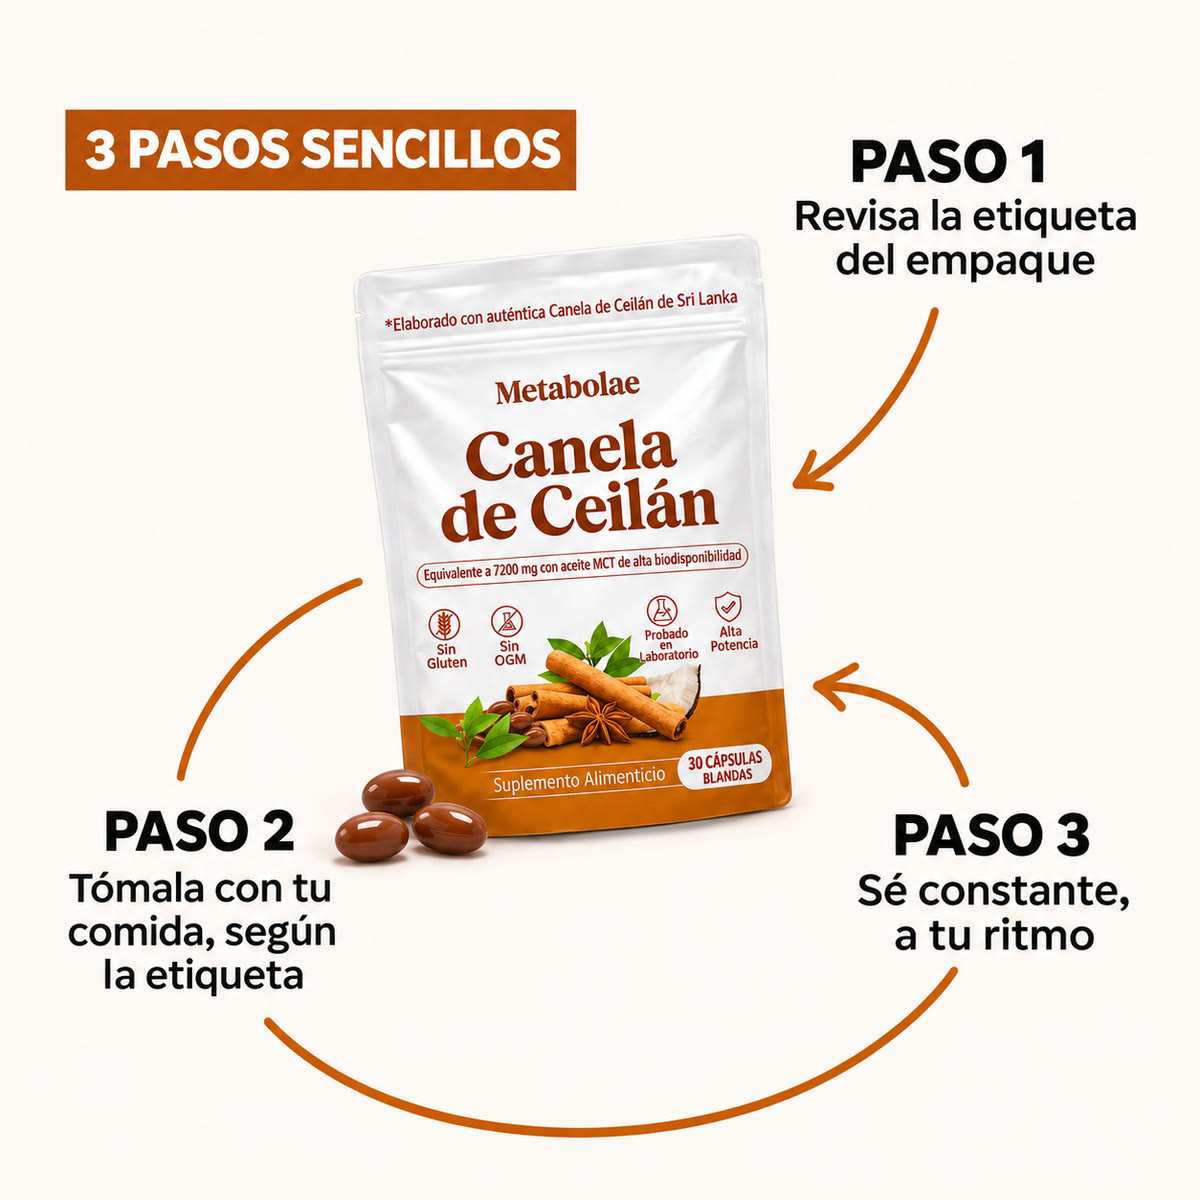 3 PASOS SENCILLOS
PASO 1
Revisa la etiqueta
del empaque
*Elaborado con auténtica Canela de Ceilán de Sri Lanka
Metabolae
Canela
de Ceilán
Equivalente a 7200 mg con aceite MCT de alta biodisponibilidad
Sin
Gluten
Sin
OGM
Probado
en
Laboratorio
Alta
Potencia
Suplemento Alimenticio
30 CÁPSULAS
BLANDAS
PASO 2
Tómala con tu
comida, según
la etiqueta
PASO 3
Sé constante,
a tu ritmo